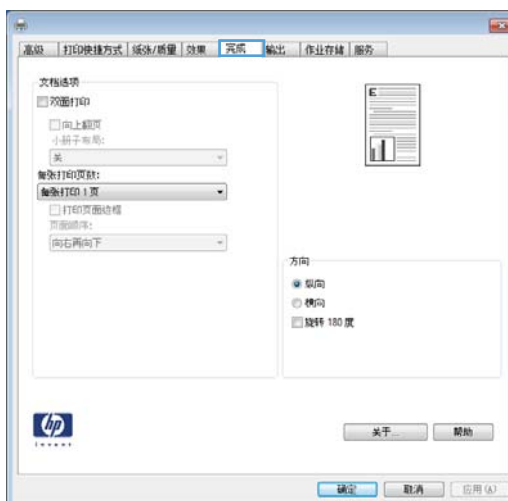 高级 打印快捷方式 纸张/质量 效果 完成 输出 作业存储 服务
文档选项
双面打印
向上翻页
小册子布局:
关
每张打印页数:
每张打印 1 页
打印页面边框
页面顺序:
向右再向下
E
方向
纵向
横向
旋转 180 度
hp
invent
关于... 帮助
确定 取消 应用(A)